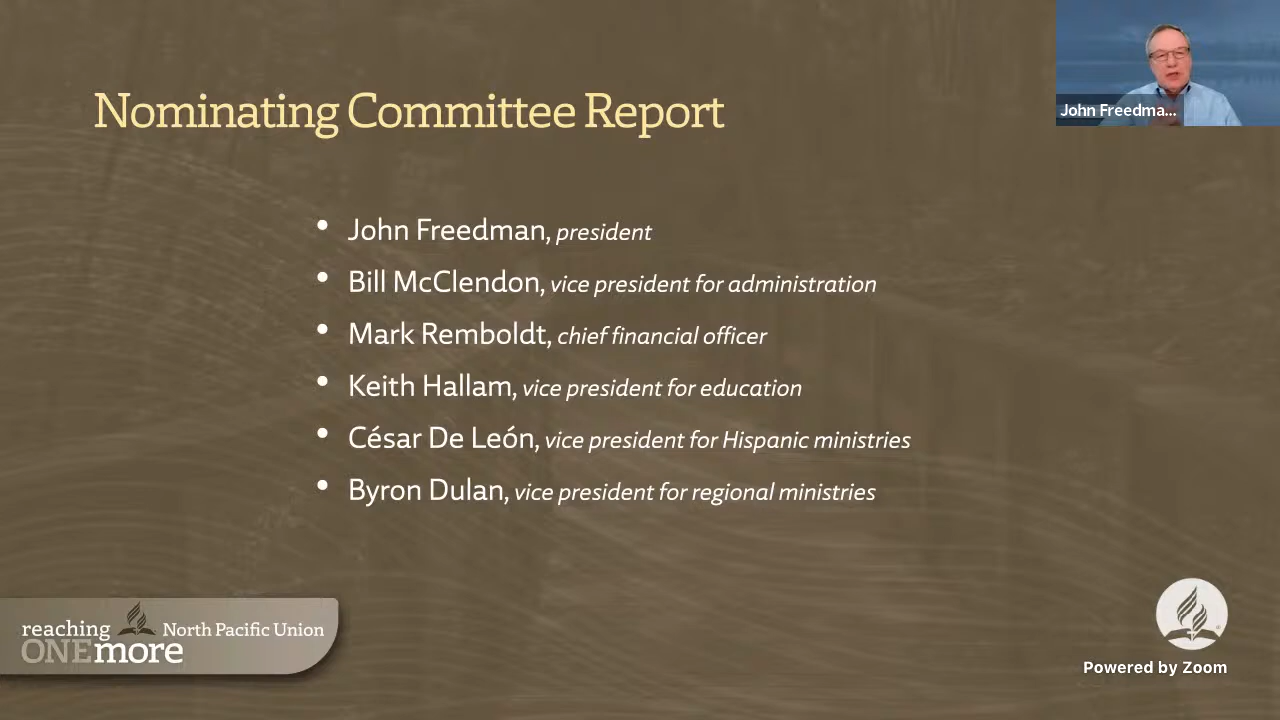 Nominating Committee Report
John Freedma...
• John Freedman, president
• Bill McClendon, vice president for administration
• Mark Remboldt, chief financial officer
• Keith Hallam, vice president for education
• César De León, vice president for Hispanic ministries
• Byron Dulan, vice president for regional ministries
reaching North Pacific Union
ONEmore
Powered by Zoom